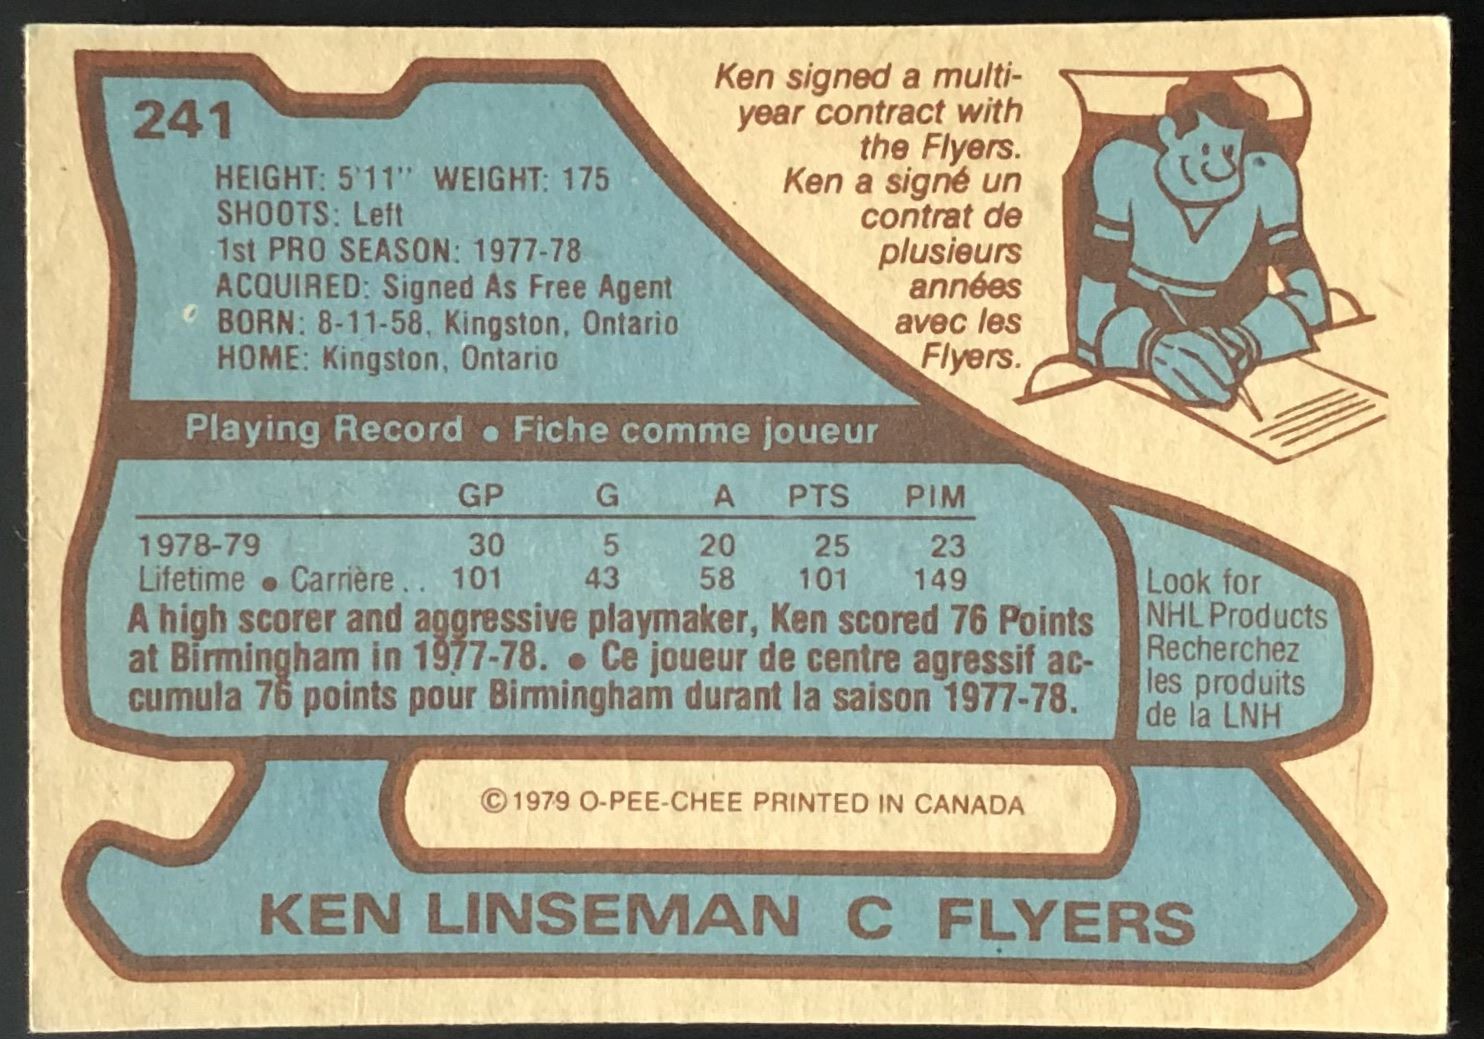 241
HEIGHT: 5'11" WEIGHT: 175
SHOOTS: Left
1st PRO SEASON: 1977-78
ACQUIRED: Signed As Free Agent
BORN: 8-11-58, Kingston, Ontario
HOME: Kingston, Ontario
Ken signed a multi-
year contract with
the Flyers.
Ken a signé un
contrat de
plusieurs
années
avec les
Flyers.
Playing Record • Fiche comme joueur
GP G A PTS PIM
1978-79 30 5 20 25 23
Lifetime • Carrière.. 101 43 58 101 149
A high scorer and aggressive playmaker, Ken scored 76 Points
at Birmingham in 1977-78. • Ce joueur de centre agressif ac-
cumula 76 points pour Birmingham durant la saison 1977-78.
Look for
NHL Products
Recherchez
les produits
de la LNH
©1979 O-PEE-CHEE PRINTED IN CANADA
KEN LINSEMAN C FLYERS